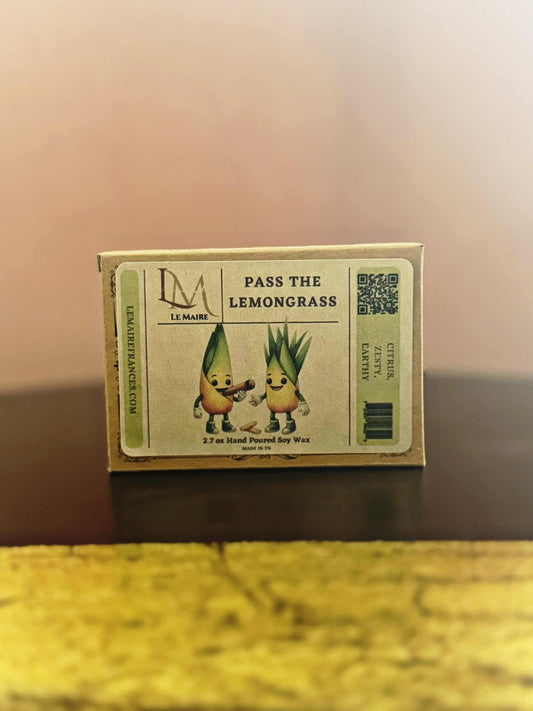 LEMAIREFRANCES.COM
LM
LE MAIRE
PASS THE
LEMONGRASS
2.7 oz Hand Poured Soy Wax
MADE IN TN
CITRUS,
ZESTY,
EARTHY